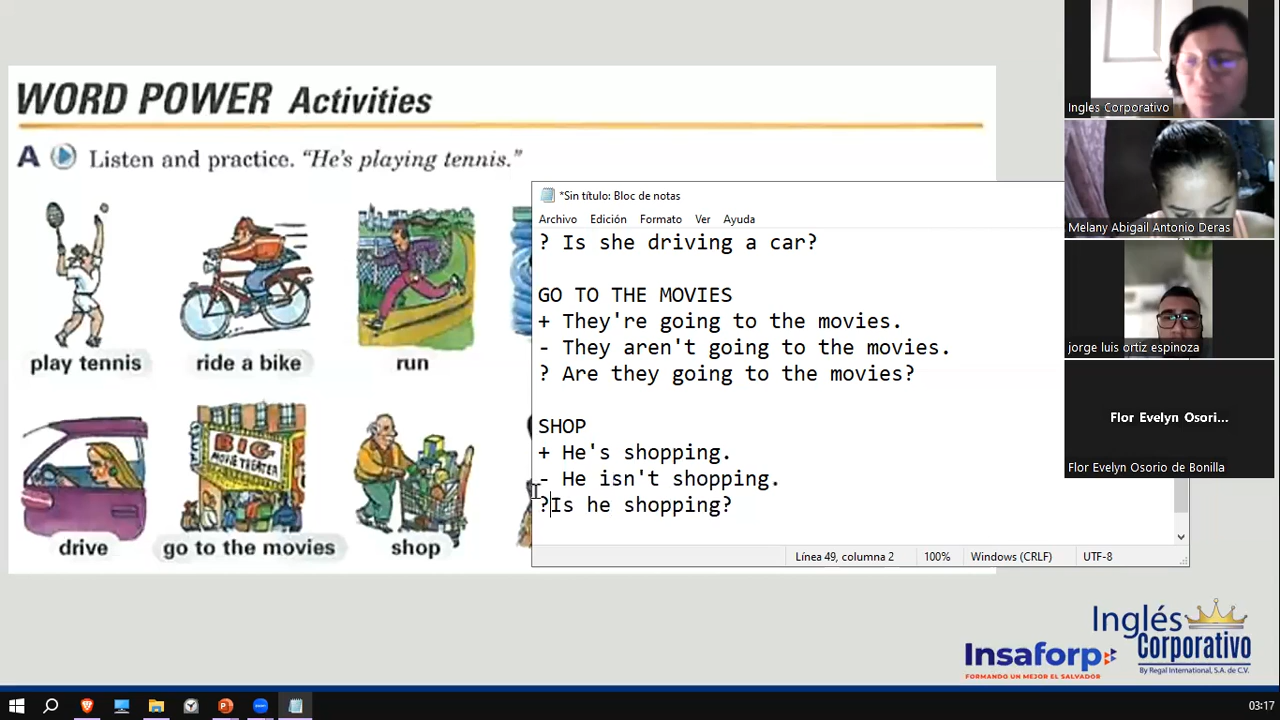 WORD POWER Activities
A Listen and practice. "He's playing tennis."
play tennis
ride a bike
run
BIG
MOVIE THEATER
drive
go to the movies
shop
*Sin título: Bloc de notas
Archivo Edición Formato Ver Ayuda
? Is she driving a car?
GO TO THE MOVIES
+ They're going to the movies.
- They aren't going to the movies.
? Are they going to the movies?
SHOP
+ He's shopping.
- He isn't shopping.
?Is he shopping?
Línea 49, columna 2 100% Windows (CRLF) UTF-8
Ingles Corporativo
Melany Abigail Antonio Deras
jorge luis ortiz espinoza
Flor Evelyn Osori...
Flor Evelyn Osorio de Bonilla
Insaforp
FORMANDO UN MEJOR EL SALVADOR
Inglés
Corporativo
By Regal International, S.A. de C.V.
03:17